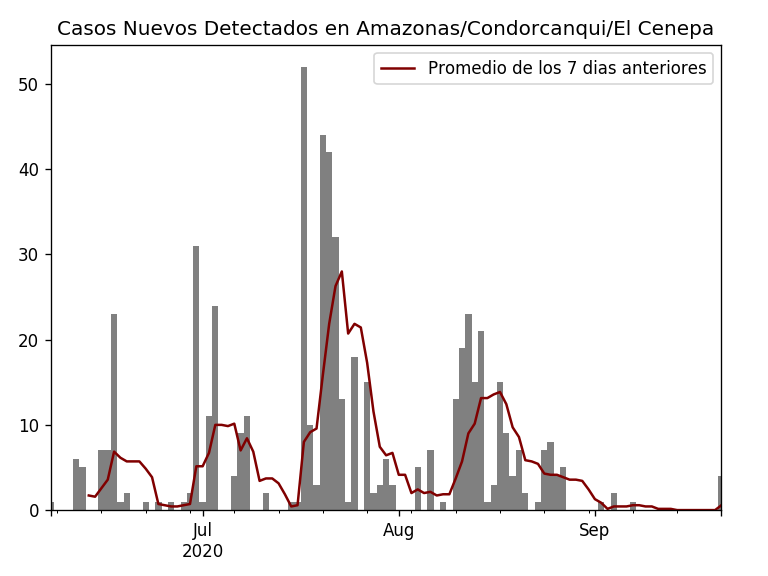 Casos Nuevos Detectados en Amazonas/Condorcanqui/El Cenepa
Promedio de los 7 dias anteriores
50
40
30
20
10
0
Jul
2020
Aug
Sep